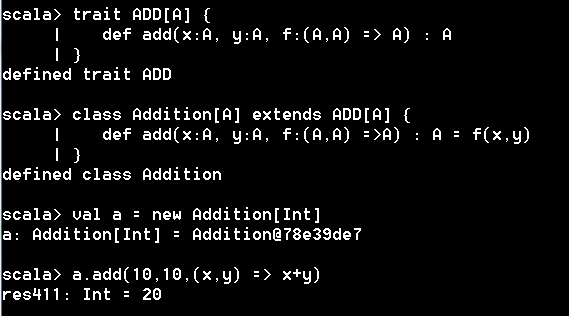 scala> trait ADD[A] {
     |    def add(x:A, y:A, f:(A,A) => A) : A
     | }
defined trait ADD
scala> class Addition[A] extends ADD[A] {
     |    def add(x:A, y:A, f:(A,A) =>A) : A = f(x,y)
     | }
defined class Addition
scala> val a = new Addition[Int]
a: Addition[Int] = Addition@78e39de7
scala> a.add(10,10,(x,y) => x+y)
res411: Int = 20